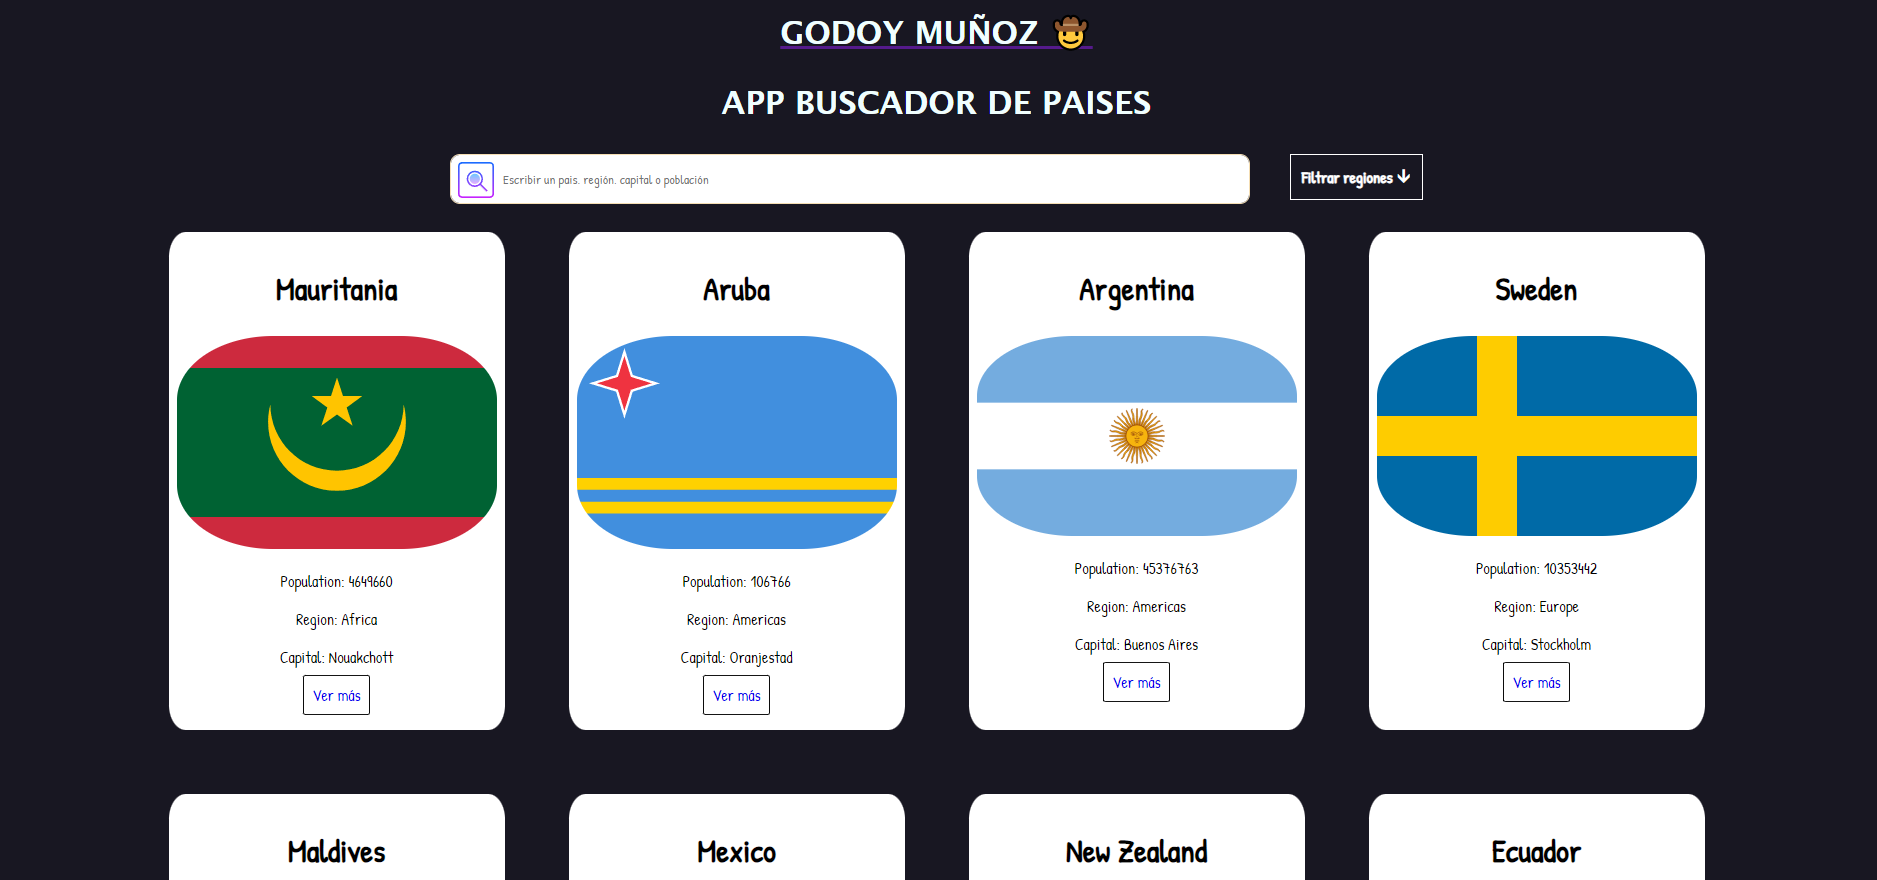 GODOY MUÑOZ 🤠
APP BUSCADOR DE PAISES
Escribir un pais. región. capital o población
Filtrar regiones ↓
Mauritania
Population: 4649660
Region: Africa
Capital: Nouakchott
Ver más
Aruba
Population: 106766
Region: Americas
Capital: Oranjestad
Ver más
Argentina
Population: 45376763
Region: Americas
Capital: Buenos Aires
Ver más
Sweden
Population: 10353442
Region: Europe
Capital: Stockholm
Ver más
Maldives
Mexico
New Zealand
Ecuador